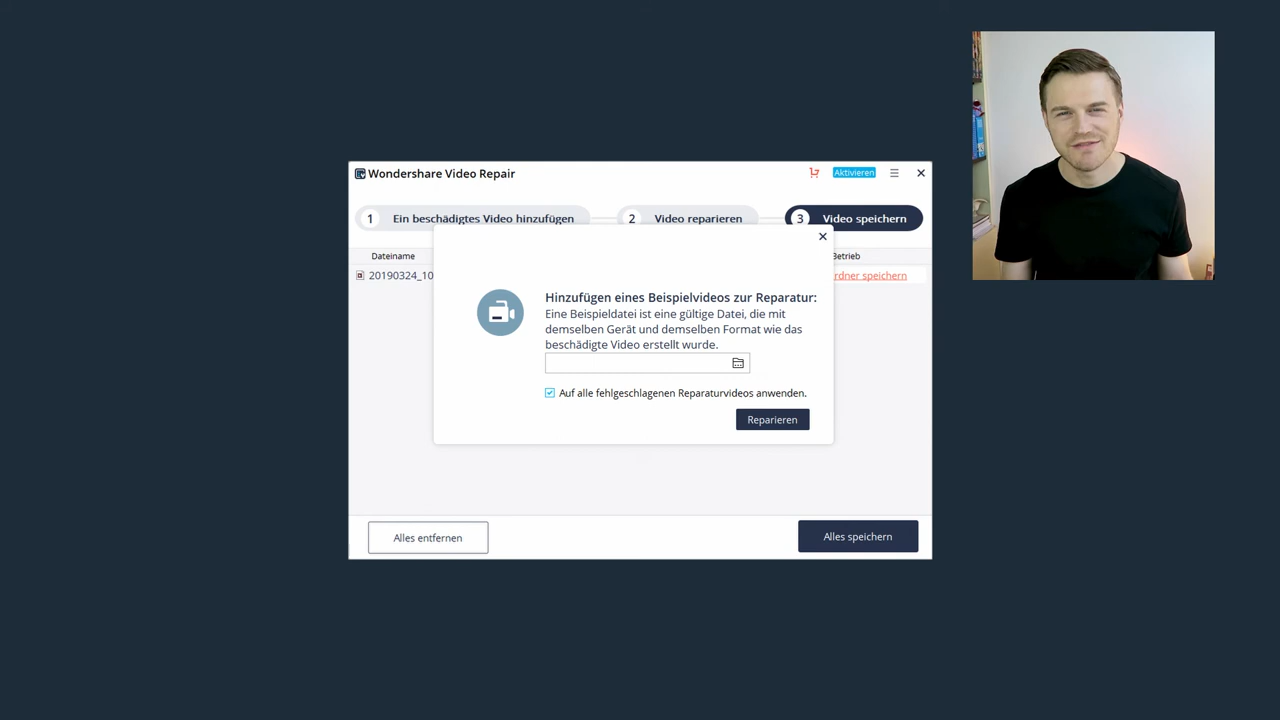 Wondershare Video Repair
Aktivieren
1 Ein beschädigtes Video hinzufügen
2 Video reparieren
3 Video speichern
Dateiname
Betrieb
20190324_10
rdner speichern
Hinzufügen eines Beispielvideos zur Reparatur:
Eine Beispieldatei ist eine gültige Datei, die mit
demselben Gerät und demselben Format wie das
beschädigte Video erstellt wurde.
Auf alle fehlgeschlagenen Reparaturvideos anwenden.
Reparieren
Alles entfernen
Alles speichern